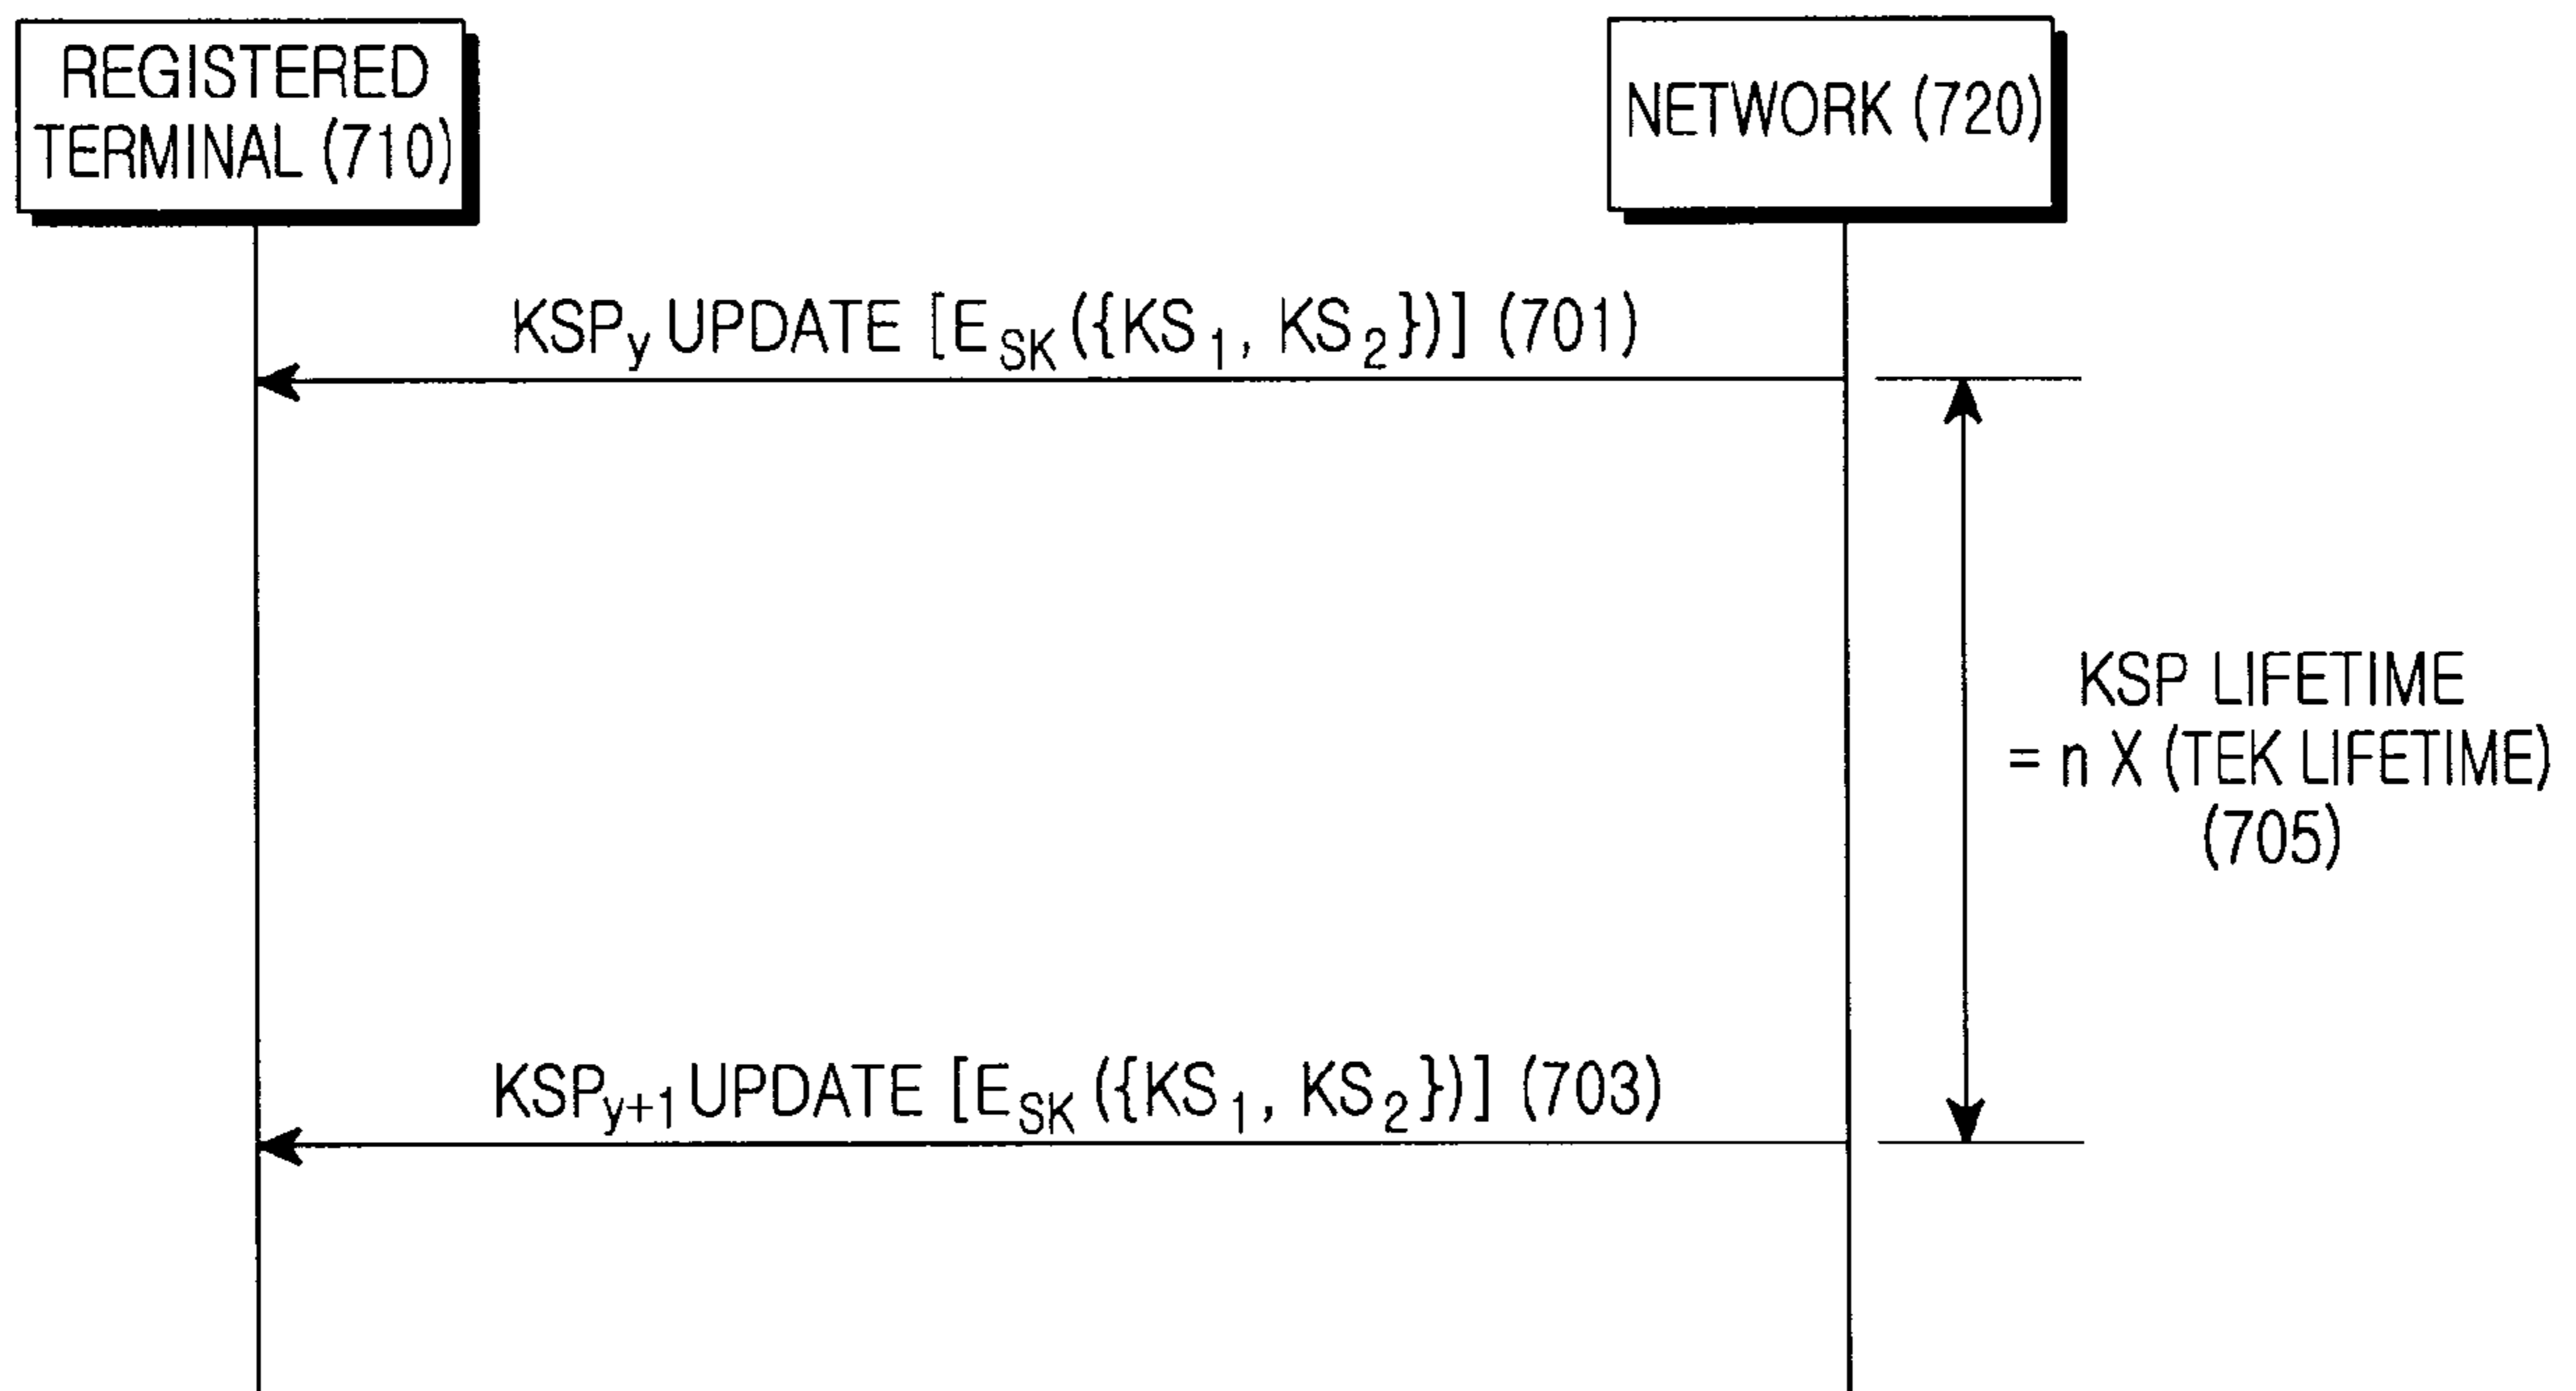 REGISTERED
TERMINAL (710)
NETWORK (720)
KSPy UPDATE [ESK({KS1, KS2})] (701)
KSP LIFETIME
= n X (TEK LIFETIME)
(705)
KSPy+1 UPDATE [ESK({KS1, KS2})] (703)